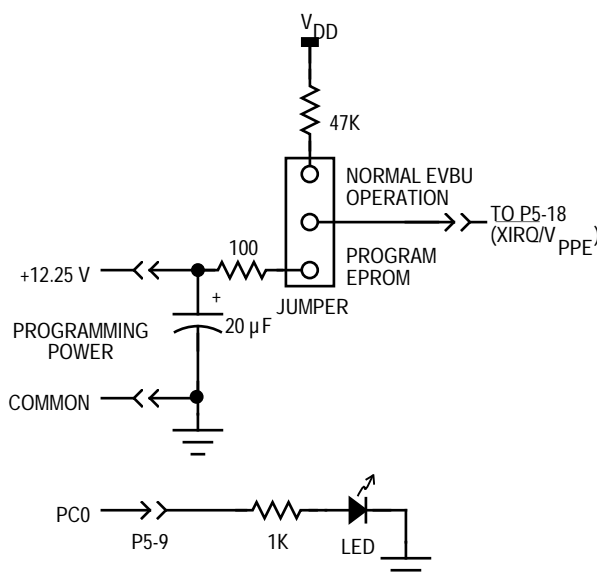 VDD
47K
NORMAL EVBU
OPERATION
TO P5-18
(XIRQ/VPPE)
100
PROGRAM
EPROM
+12.25 V
JUMPER
+
20 µF
PROGRAMMING
POWER
COMMON
PC0
P5-9
1K
LED